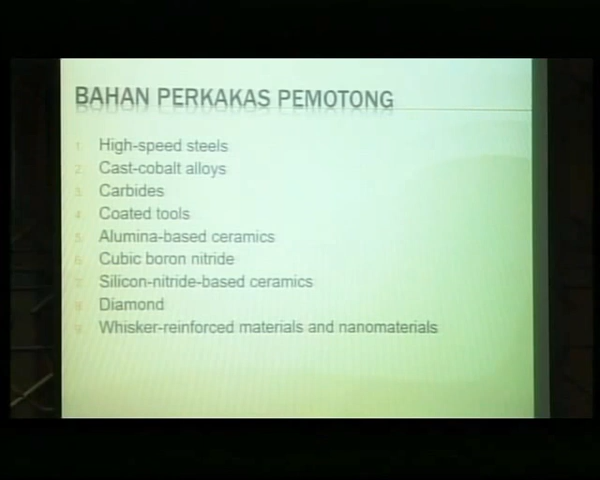 BAHAN PERKAKAS PEMOTONG
1. High-speed steels
2. Cast-cobalt alloys
3. Carbides
4. Coated tools
5. Alumina-based ceramics
6. Cubic boron nitride
7. Silicon-nitride-based ceramics
8. Diamond
9. Whisker-reinforced materials and nanomaterials